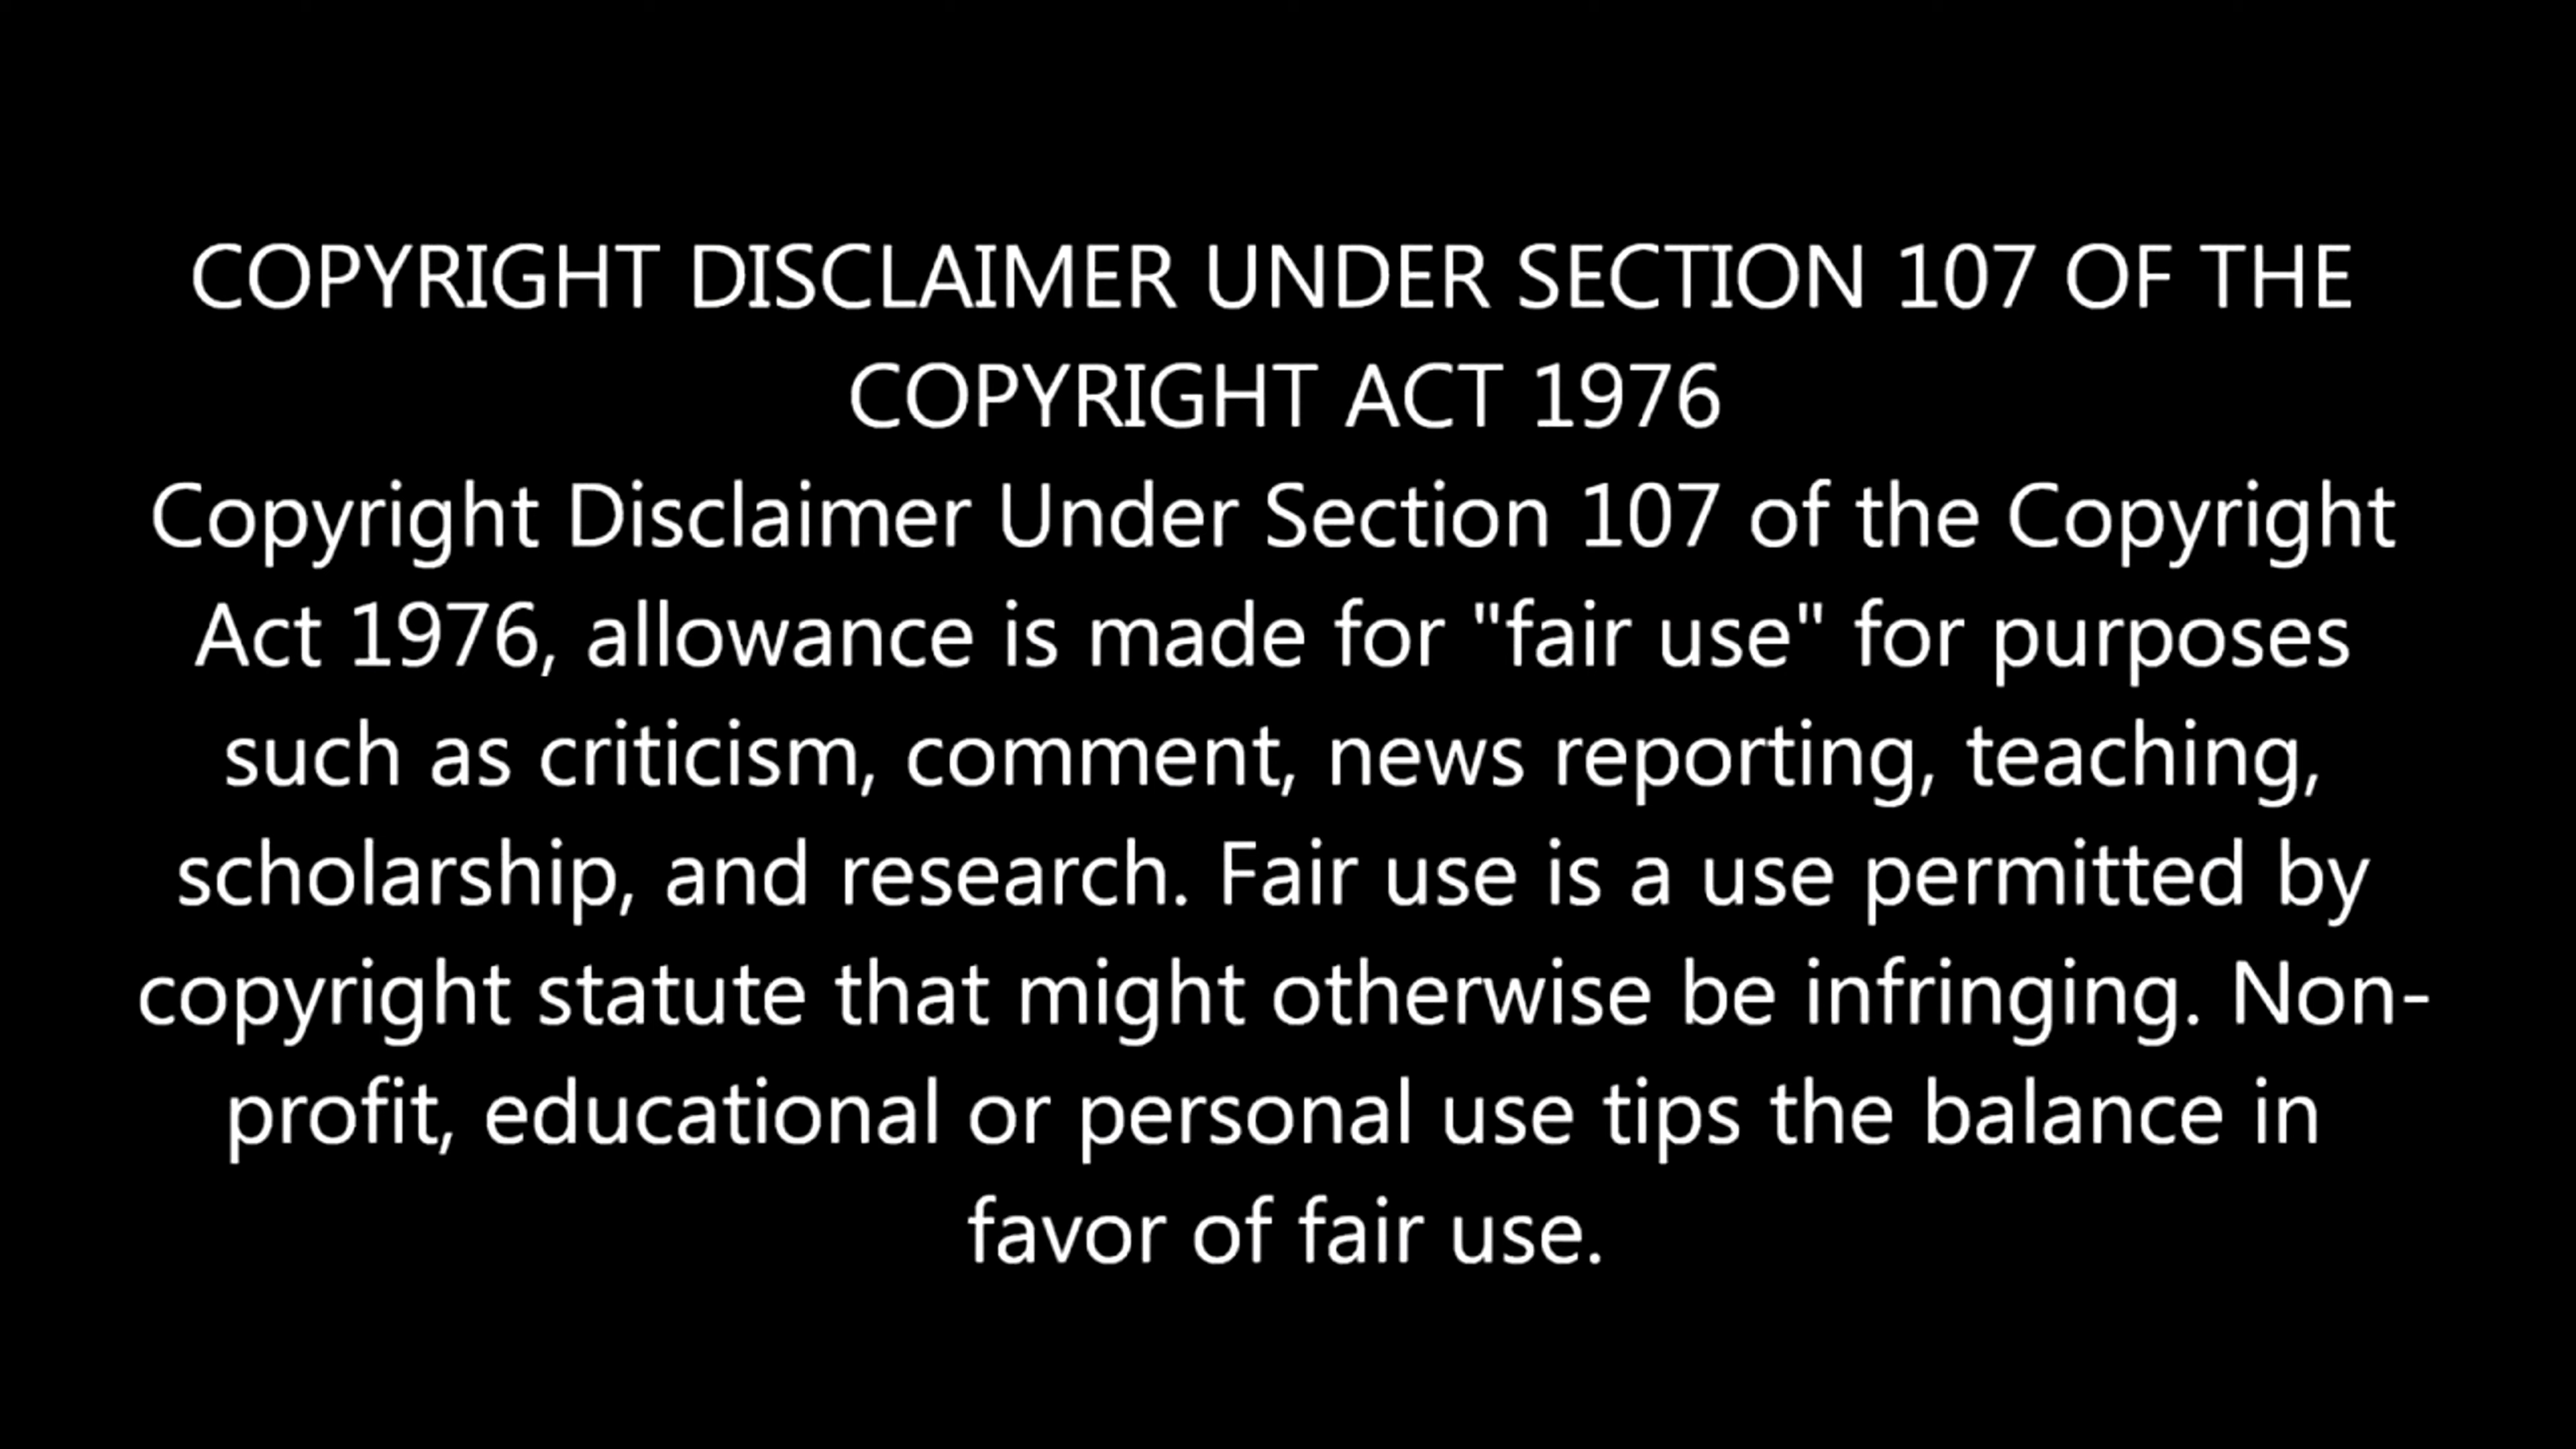 COPYRIGHT DISCLAIMER UNDER SECTION 107 OF THE
COPYRIGHT ACT 1976
Copyright Disclaimer Under Section 107 of the Copyright
Act 1976, allowance is made for "fair use" for purposes
such as criticism, comment, news reporting, teaching,
scholarship, and research. Fair use is a use permitted by
copyright statute that might otherwise be infringing. Non-
profit, educational or personal use tips the balance in
favor of fair use.